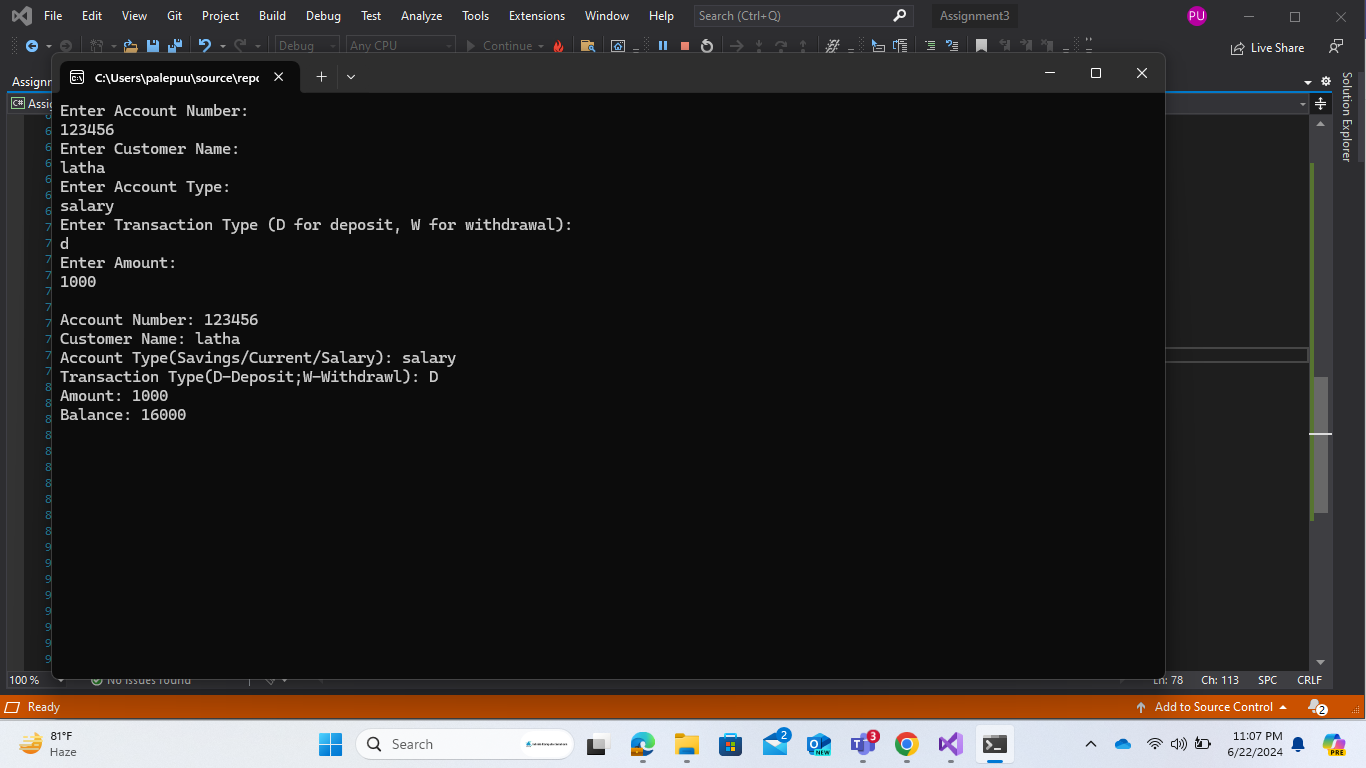 File Edit View Git Project Build Debug Test Analyze Tools Extensions Window Help Search (Ctrl+Q) Assignment3 PU
Debug Any CPU Continue Live Share
C:\Users\palepuu\source\repo
Solution Explorer
Enter Account Number:
123456
Enter Customer Name:
latha
Enter Account Type:
salary
Enter Transaction Type (D for deposit, W for withdrawal):
d
Enter Amount:
1000
Account Number: 123456
Customer Name: latha
Account Type(Savings/Current/Salary): salary
Transaction Type(D-Deposit;W-Withdrawl): D
Amount: 1000
Balance: 16000
100 % No issues found Ln: 78 Ch: 113 SPC CRLF
Ready Add to Source Control 2
81°F
Haze
Search
2
NEW
3
11:07 PM
6/22/2024
PRE